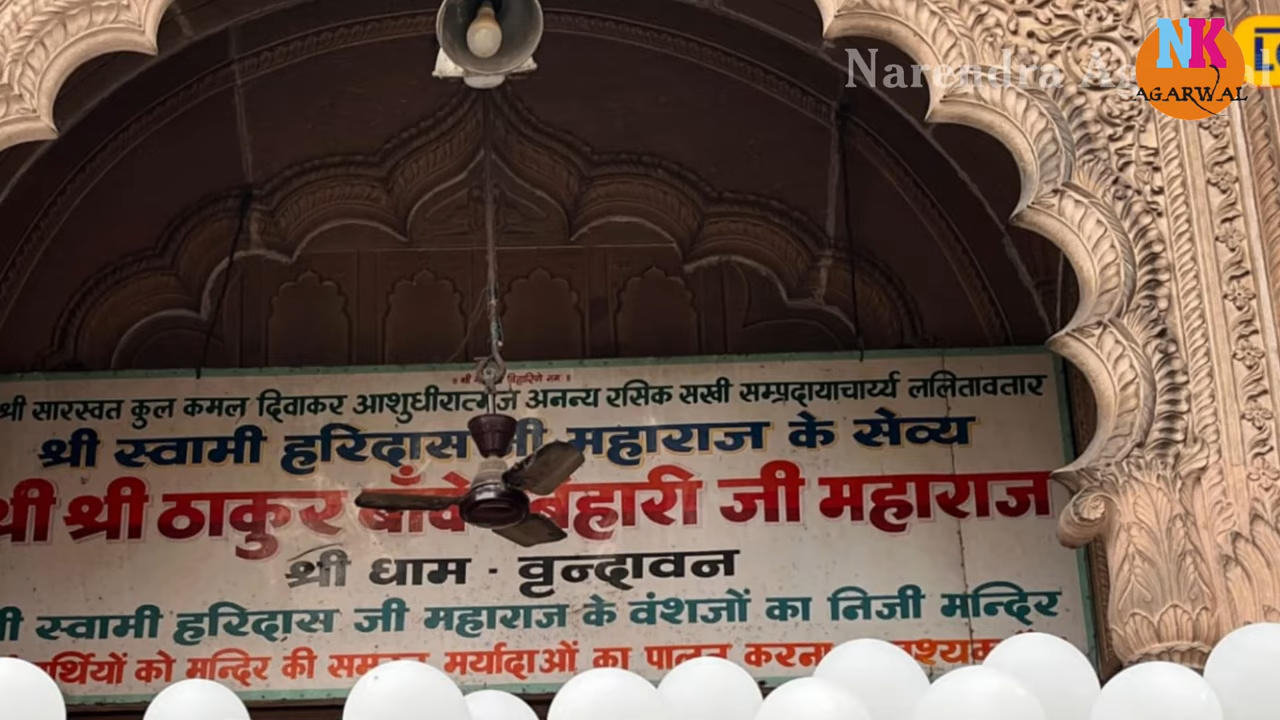 Narendra
NK
AGARWAL
श्री सारस्वत कुल कमल दिवाकर आशुधीरात्मज अनन्य रसिक सखी सम्प्रदायाचार्य्य ललितावतार
श्री स्वामी हरिदास जी महाराज के सेव्य
श्री श्री ठाकुर बाँके बिहारी जी महाराज
श्री धाम - वृन्दावन
स्वामी हरिदास जी महाराज के वंशजों का निजी मन्दिर
को मन्दिर की समस्त मर्यादाओं का पालन करना